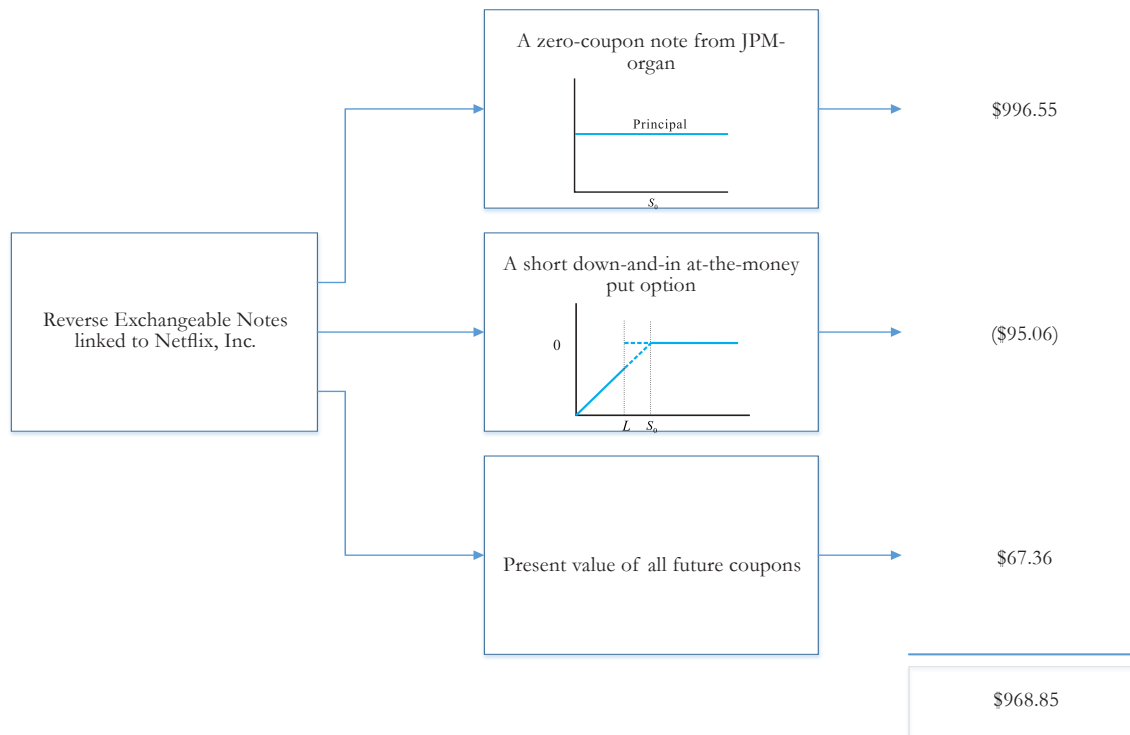 A zero-coupon note from JPM-
organ
Principal
S₀
$996.55
Reverse Exchangeable Notes
linked to Netflix, Inc.
A short down-and-in at-the-money
put option
0
L S₀
($95.06)
Present value of all future coupons
$67.36
$968.85